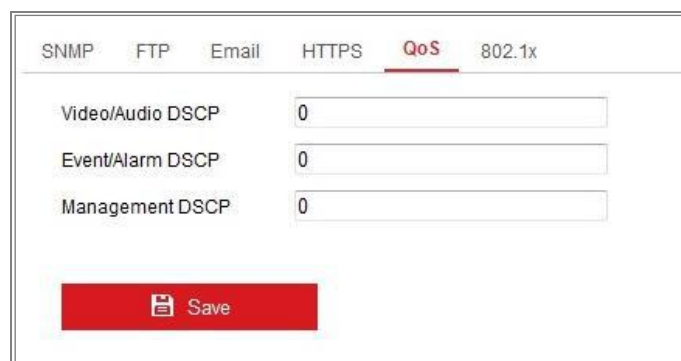 SNMP FTP Email HTTPS QoS 802.1x
Video/Audio DSCP 0
Event/Alarm DSCP 0
Management DSCP 0
Save